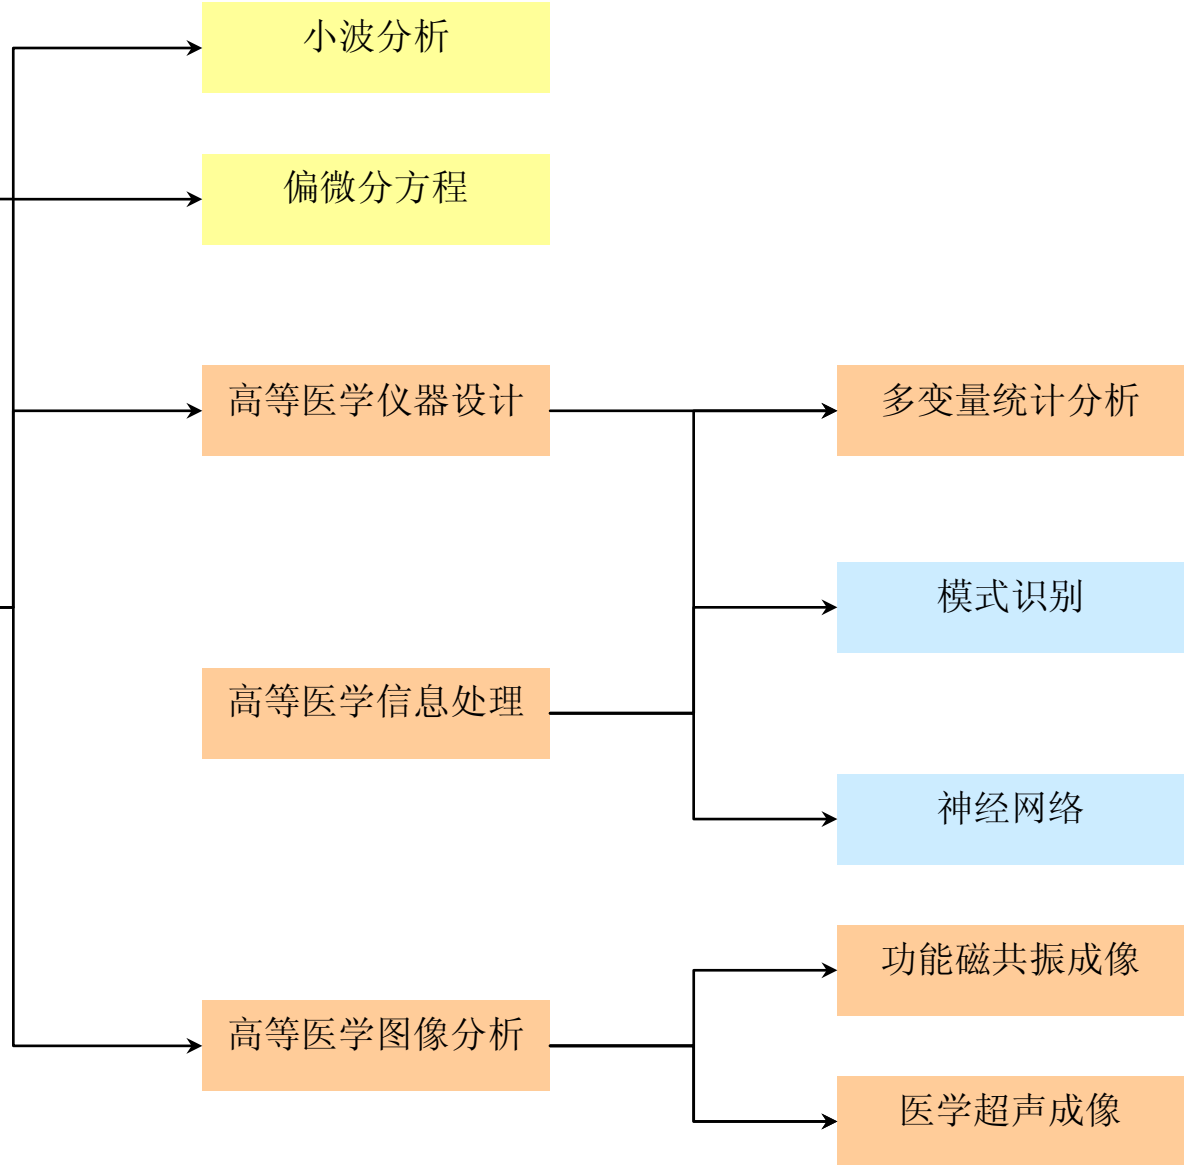 小波分析
偏微分方程
高等医学仪器设计
多变量统计分析
模式识别
高等医学信息处理
神经网络
功能磁共振成像
高等医学图像分析
医学超声成像